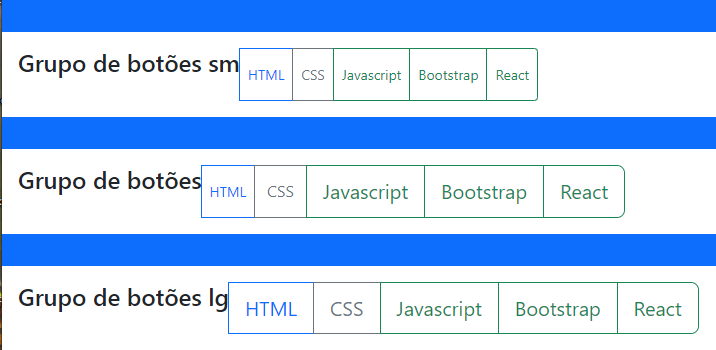 Grupo de botões sm HTML CSS Javascript Bootstrap React
Grupo de botões HTML CSS Javascript Bootstrap React
Grupo de botões lg HTML CSS Javascript Bootstrap React